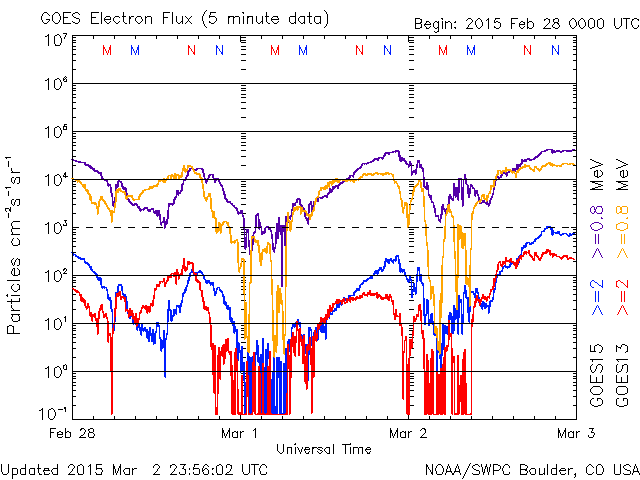 GOES Electron Flux (5 minute data)
Begin: 2015 Feb 28 0000 UTC
M M N N M M N N M M N N
10⁷
10⁶
10⁵
10⁴
10³
10²
10¹
10⁰
10⁻¹
Particles cm⁻²s⁻¹sr⁻¹
GOES15 >=2 >=0.8 MeV
GOES13 >=2 >=0.8 MeV
Feb 28 Mar 1 Mar 2 Mar 3
Universal Time
Updated 2015 Mar 2 23:56:02 UTC
NOAA/SWPC Boulder, CO USA